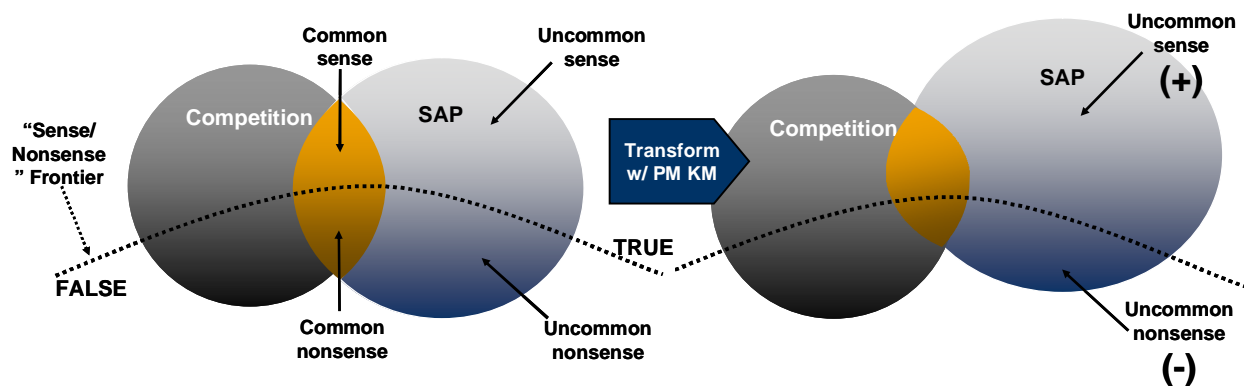 Common
sense
Uncommon
sense
Competition
SAP
“Sense/
Nonsense
” Frontier
FALSE
TRUE
Common
nonsense
Uncommon
nonsense
Transform
w/ PM KM
Uncommon
sense
(+)
SAP
Competition
Uncommon
nonsense
(-)